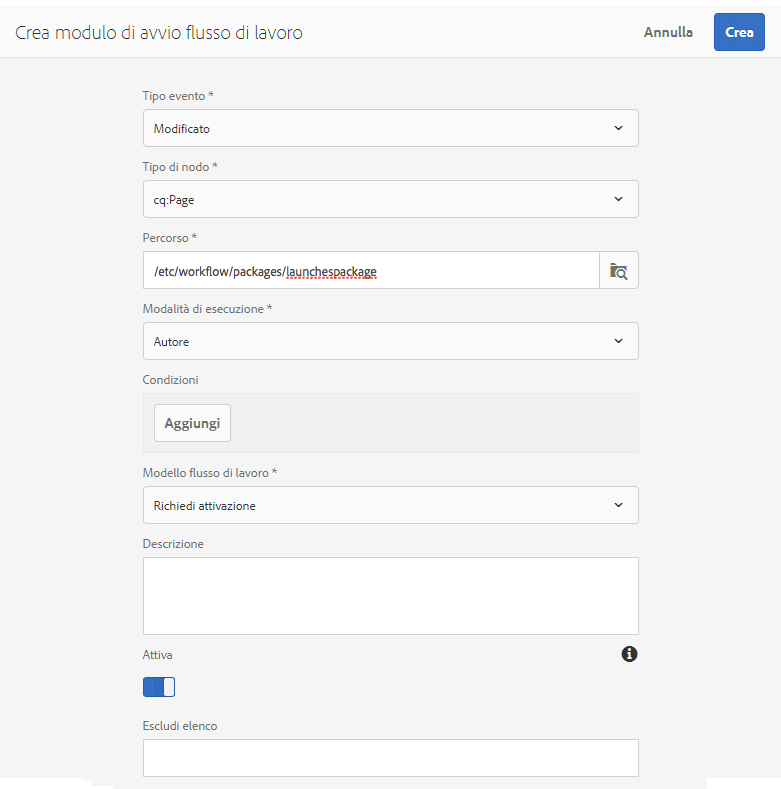 Crea modulo di avvio flusso di lavoro
Annulla
Crea
Tipo evento *
Modificato
Tipo di nodo *
cq:Page
Percorso *
/etc/workflow/packages/launchespackage
Modalità di esecuzione *
Autore
Condizioni
Aggiungi
Modello flusso di lavoro *
Richiedi attivazione
Descrizione
Attiva
Escludi elenco